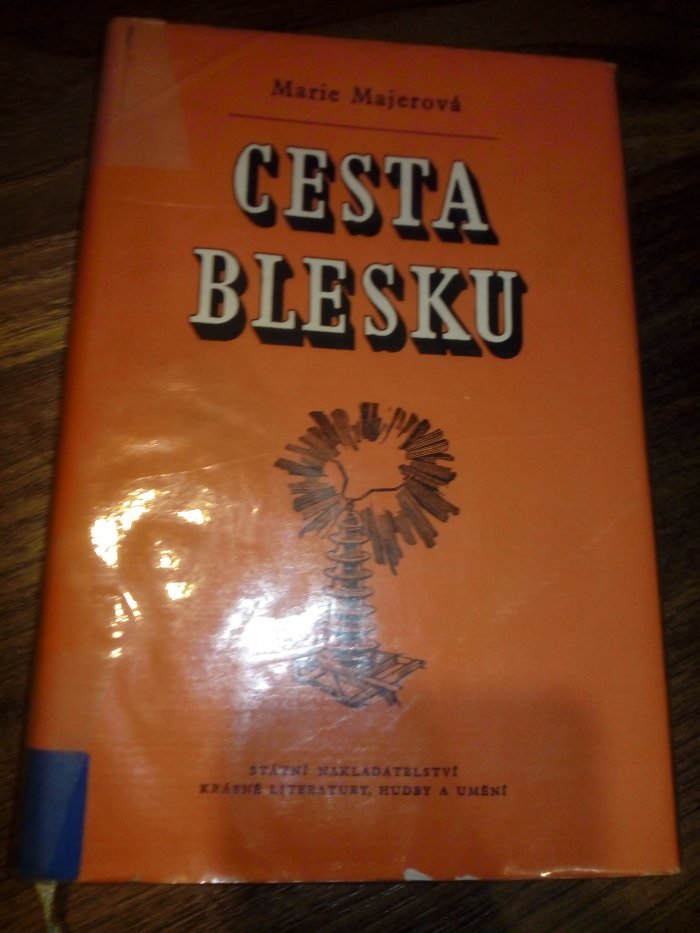 Marie Majerová
CESTA
BLESKU
STÁTNÍ NAKLADATELSTVÍ
KRÁSNÉ LITERATURY, HUDBY A UMĚNÍ